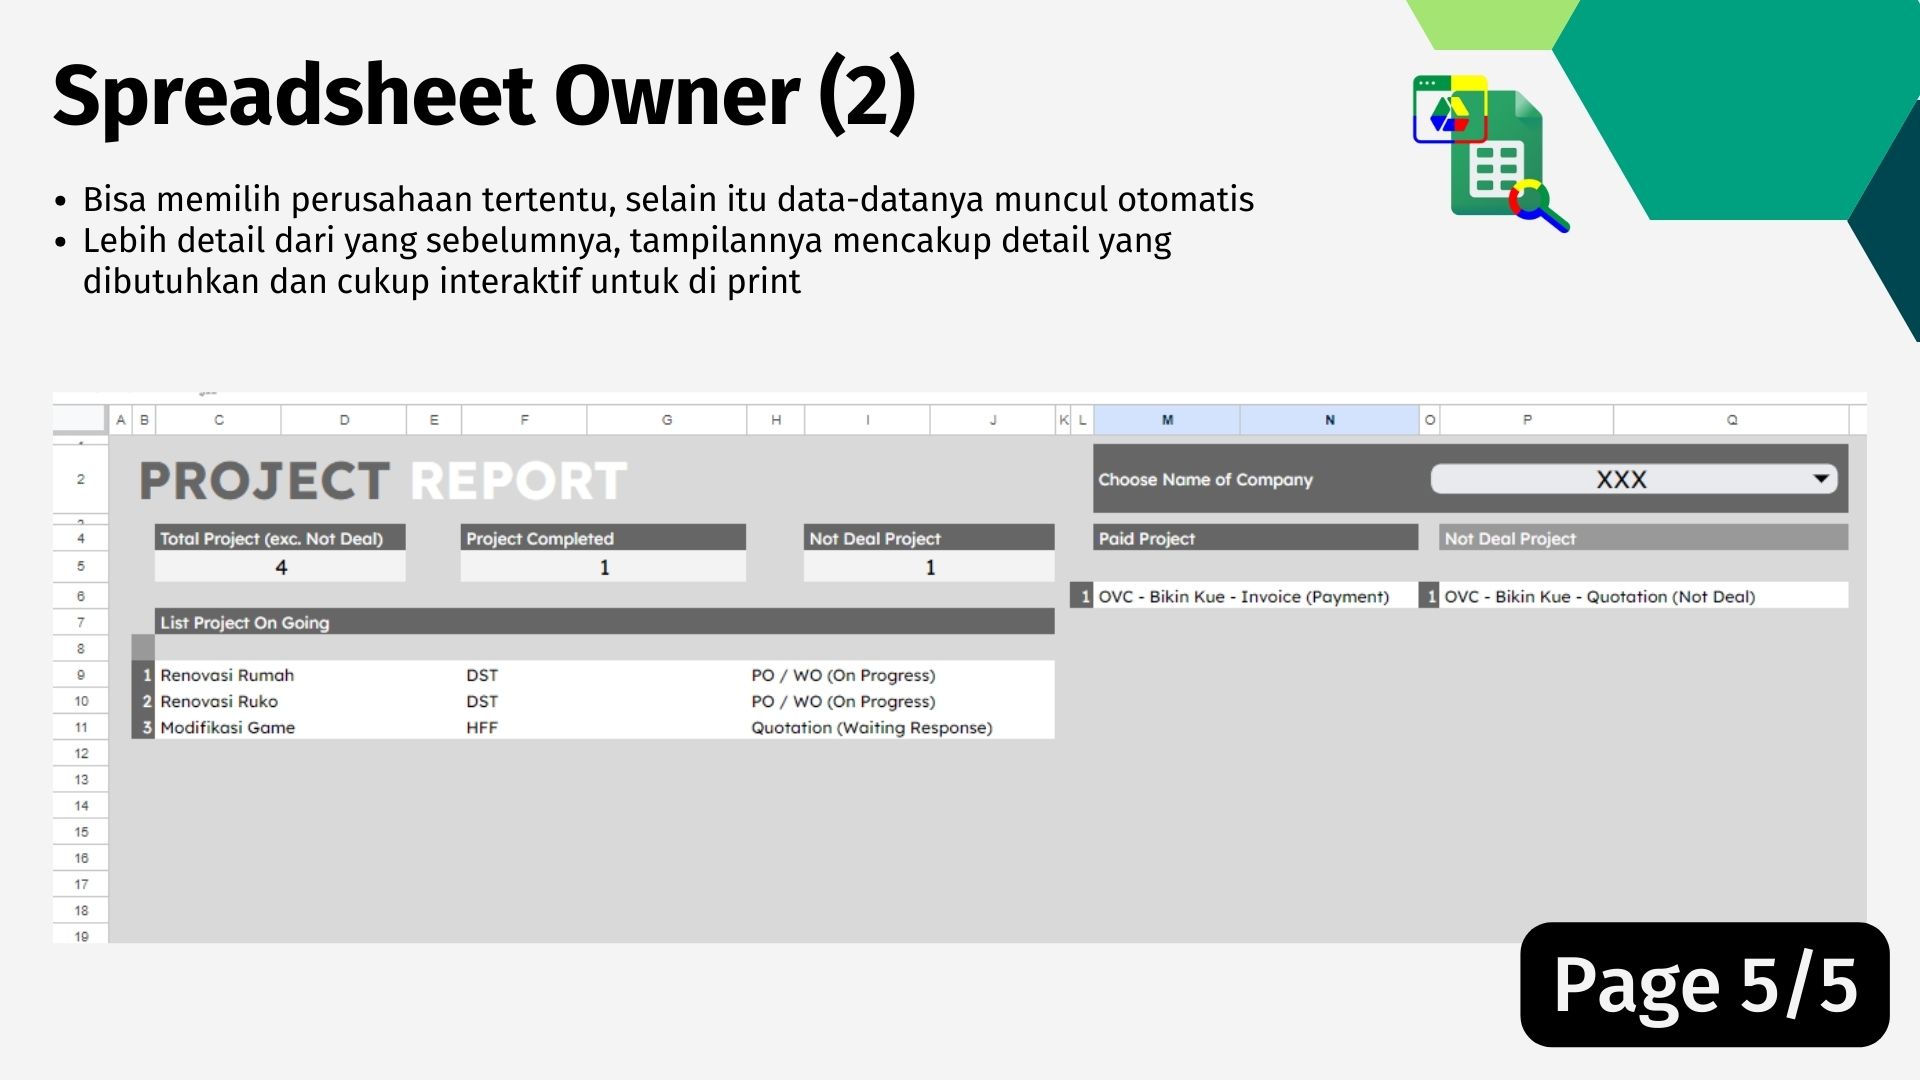 Spreadsheet Owner (2)
• Bisa memilih perusahaan tertentu, selain itu data-datanya muncul otomatis
• Lebih detail dari yang sebelumnya, tampilannya mencakup detail yang
dibutuhkan dan cukup interaktif untuk di print
A B C D E F G H I J K L M N O P Q
2 PROJECT REPORT Choose Name of Company XXX
4 Total Project (exc. Not Deal) Project Completed Not Deal Project Paid Project Not Deal Project
5 4 1 1
6 1 OVC - Bikin Kue - Invoice (Payment) 1 OVC - Bikin Kue - Quotation (Not Deal)
7 List Project On Going
8
9 1 Renovasi Rumah DST PO / WO (On Progress)
10 2 Renovasi Ruko DST PO / WO (On Progress)
11 3 Modifikasi Game HFF Quotation (Waiting Response)
12
13
14
15
16
17
18
19
Page 5/5